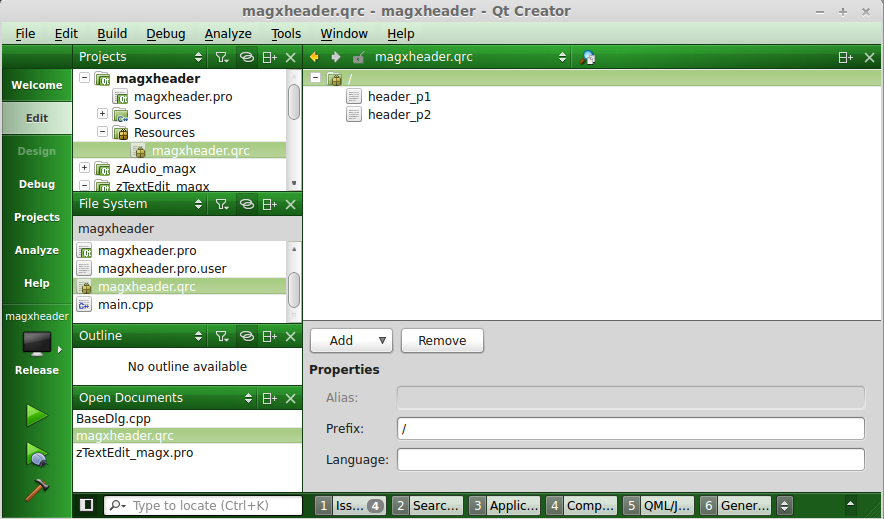 magxheader.qrc - magxheader - Qt Creator
File Edit Build Debug Analyze Tools Window Help
Projects
magxheader.qrc
Welcome
Edit
Design
Debug
Projects
Analyze
Help
magxheader
Release
magxheader
magxheader.pro
Sources
Resources
magxheader.qrc
zAudio_magx
zTextEdit_magx
File System
magxheader
magxheader.pro
magxheader.pro.user
magxheader.qrc
main.cpp
Outline
No outline available
Open Documents
BaseDlg.cpp
magxheader.qrc
zTextEdit_magx.pro
/
header_p1
header_p2
Add Remove
Properties
Alias:
Prefix: /
Language:
Type to locate (Ctrl+K) 1 Iss... 4 2 Searc... 3 Applic... 4 Comp... 5 QML/J... 6 Gener...